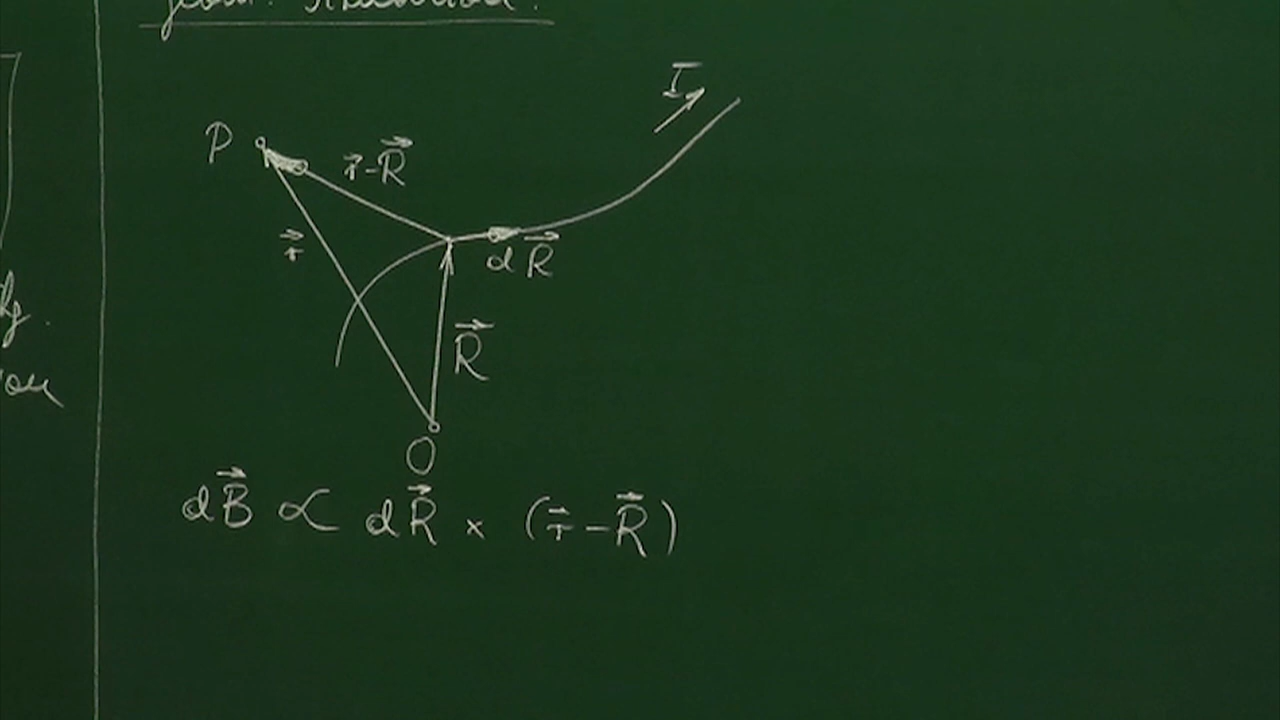 I
P
r⃗-R⃗
r⃗
dR⃗
R⃗
O
dB⃗ ∝ dR⃗ × (r⃗-R⃗)